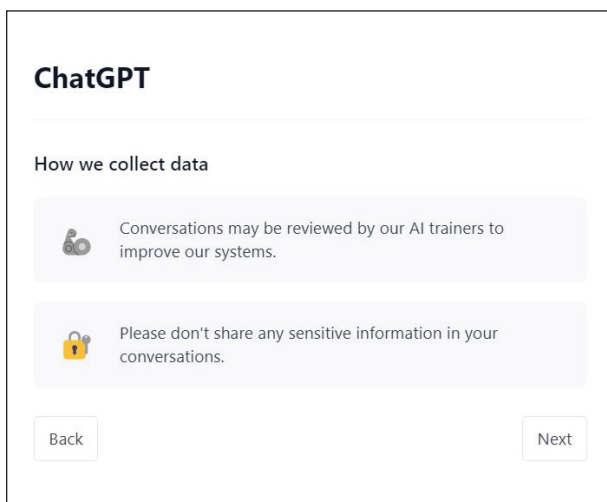 ChatGPT
How we collect data
Conversations may be reviewed by our AI trainers to
improve our systems.
Please don't share any sensitive information in your
conversations.
Back
Next